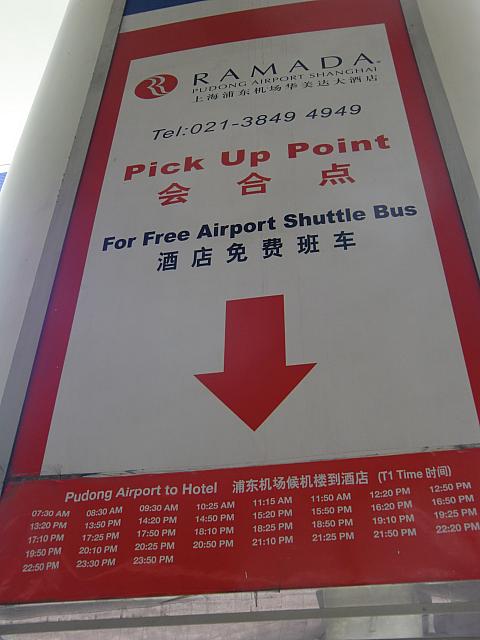 RAMADA
PUDONG AIRPORT SHANGHAI
上海浦东机场华美达大酒店
Tel:021-3849 4949
Pick Up Point
会合点
For Free Airport Shuttle Bus
酒店免费班车
Pudong Airport to Hotel 浦东机场候机楼到酒店 (T1 Time 时间)
07:30 AM 08:30 AM 09:30 AM 10:25 AM 11:15 AM 11:50 AM 12:20 PM 12:50 PM
13:20 PM 13:50 PM 14:20 PM 14:50 PM 15:20 PM 15:50 PM 16:20 PM 16:50 PM
17:10 PM 17:25 PM 17:50 PM 18:10 PM 18:25 PM 18:50 PM 19:10 PM 19:25 PM
19:50 PM 20:10 PM 20:25 PM 20:50 PM 21:10 PM 21:25 PM 21:50 PM 22:20 PM
22:50 PM 23:30 PM 23:50 PM